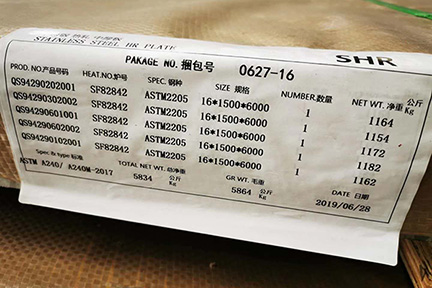 STAINLESS STEEL HR PLATE
SHR
PAKAGE NO. 捆包号 0627-16
PROD. NO.产品号码 HEAT.NO.炉号 SPEC. 钢种 SIZE 规格 NUMBER.数量 NET WT. 净重 公斤 Kg
QS94290202001 SF82842 ASTM2205 16*1500*6000 1 1164
QS94290302002 SF82842 ASTM2205 16*1500*6000 1 1154
QS94290601001 SF82842 ASTM2205 16*1500*6000 1 1172
QS94290602002 SF82842 ASTM2205 16*1500*6000 1 1182
QS94290102001 SF82842 ASTM2205 16*1500*6000 1 1162
Spec & type 标准 TOTAL NET WT. 总净重 公斤 Kg GR WT. 毛重 公斤 Kg DATE 日期
ASTM A240/ A240M-2017 5834 5864 2019/06/28